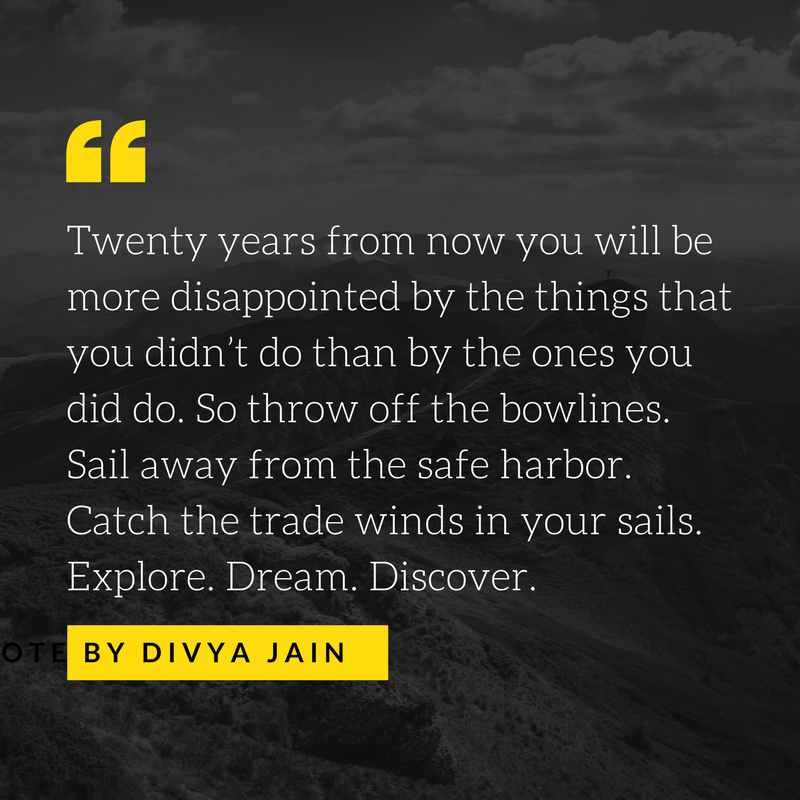 Twenty years from now you will be
more disappointed by the things that
you didn’t do than by the ones you
did do. So throw off the bowlines.
Sail away from the safe harbor.
Catch the trade winds in your sails.
Explore. Dream. Discover.
OTE BY DIVYA JAIN